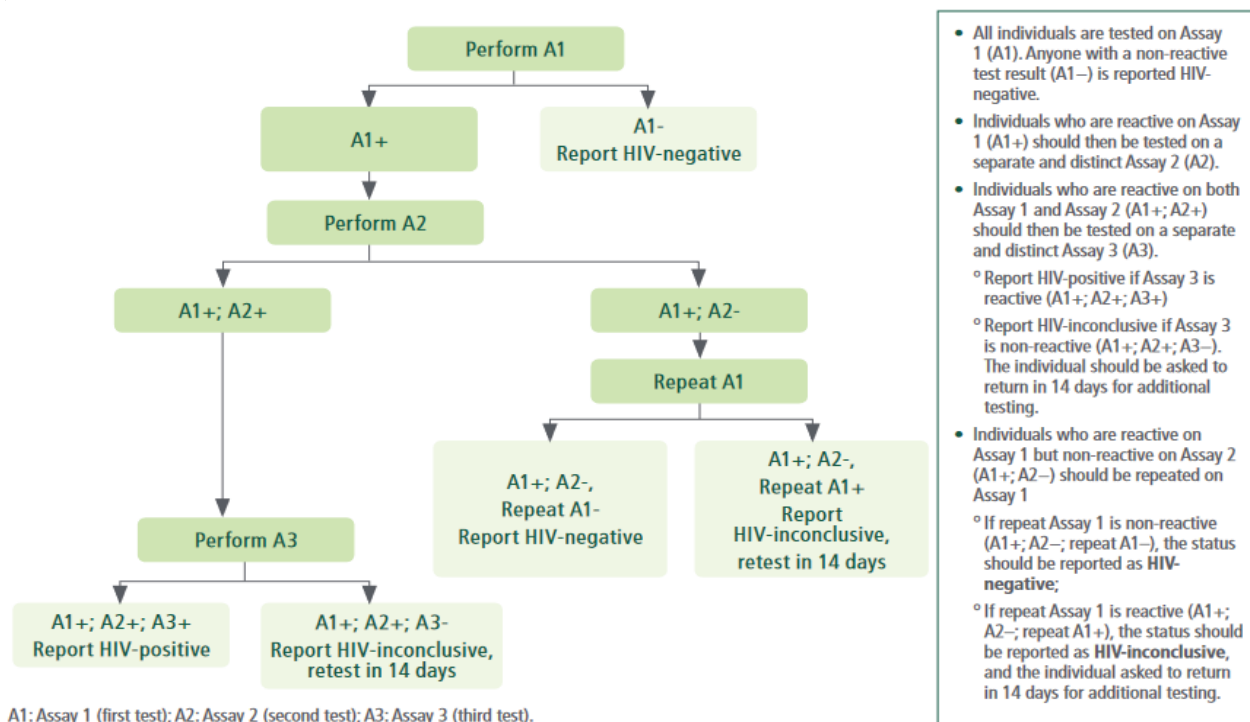 Perform A1
A1+
A1-
Report HIV-negative
Perform A2
A1+; A2+
A1+; A2-
Repeat A1
A1+; A2-,
Repeat A1-
Report HIV-negative
A1+; A2-,
Repeat A1+
Report
HIV-inconclusive,
retest in 14 days
Perform A3
A1+; A2+; A3+
Report HIV-positive
A1+; A2+; A3-
Report HIV-inconclusive,
retest in 14 days
A1: Assay 1 (first test); A2: Assay 2 (second test); A3: Assay 3 (third test).
• All individuals are tested on Assay
1 (A1). Anyone with a non-reactive
test result (A1–) is reported HIV-
negative.
• Individuals who are reactive on Assay
1 (A1+) should then be tested on a
separate and distinct Assay 2 (A2).
• Individuals who are reactive on both
Assay 1 and Assay 2 (A1+; A2+)
should then be tested on a separate
and distinct Assay 3 (A3).
° Report HIV-positive if Assay 3 is
reactive (A1+; A2+; A3+)
° Report HIV-inconclusive if Assay 3
is non-reactive (A1+; A2+; A3–).
The individual should be asked to
return in 14 days for additional
testing.
• Individuals who are reactive on
Assay 1 but non-reactive on Assay 2
(A1+; A2–) should be repeated on
Assay 1
° If repeat Assay 1 is non-reactive
(A1+; A2–; repeat A1–), the status
should be reported as HIV-
negative;
° If repeat Assay 1 is reactive (A1+;
A2–; repeat A1+), the status should
be reported as HIV-inconclusive,
and the individual asked to return
in 14 days for additional testing.